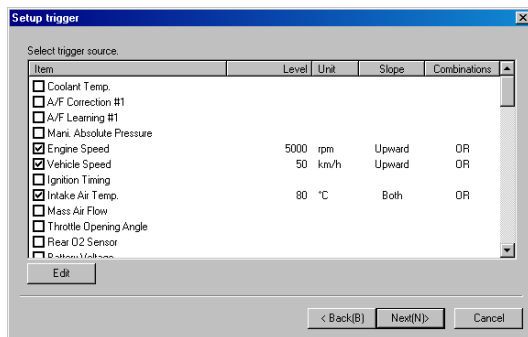 Setup trigger
Select trigger source.
Item Level Unit Slope Combinations
Coolant Temp.
A/F Correction #1
A/F Learning #1
Mani. Absolute Pressure
Engine Speed 5000 rpm Upward OR
Vehicle Speed 50 km/h Upward OR
Ignition Timing
Intake Air Temp. 80 °C Both OR
Mass Air Flow
Throttle Opening Angle
Rear O2 Sensor
Battery Voltage
Edit
< Back(B) Next(N)> Cancel